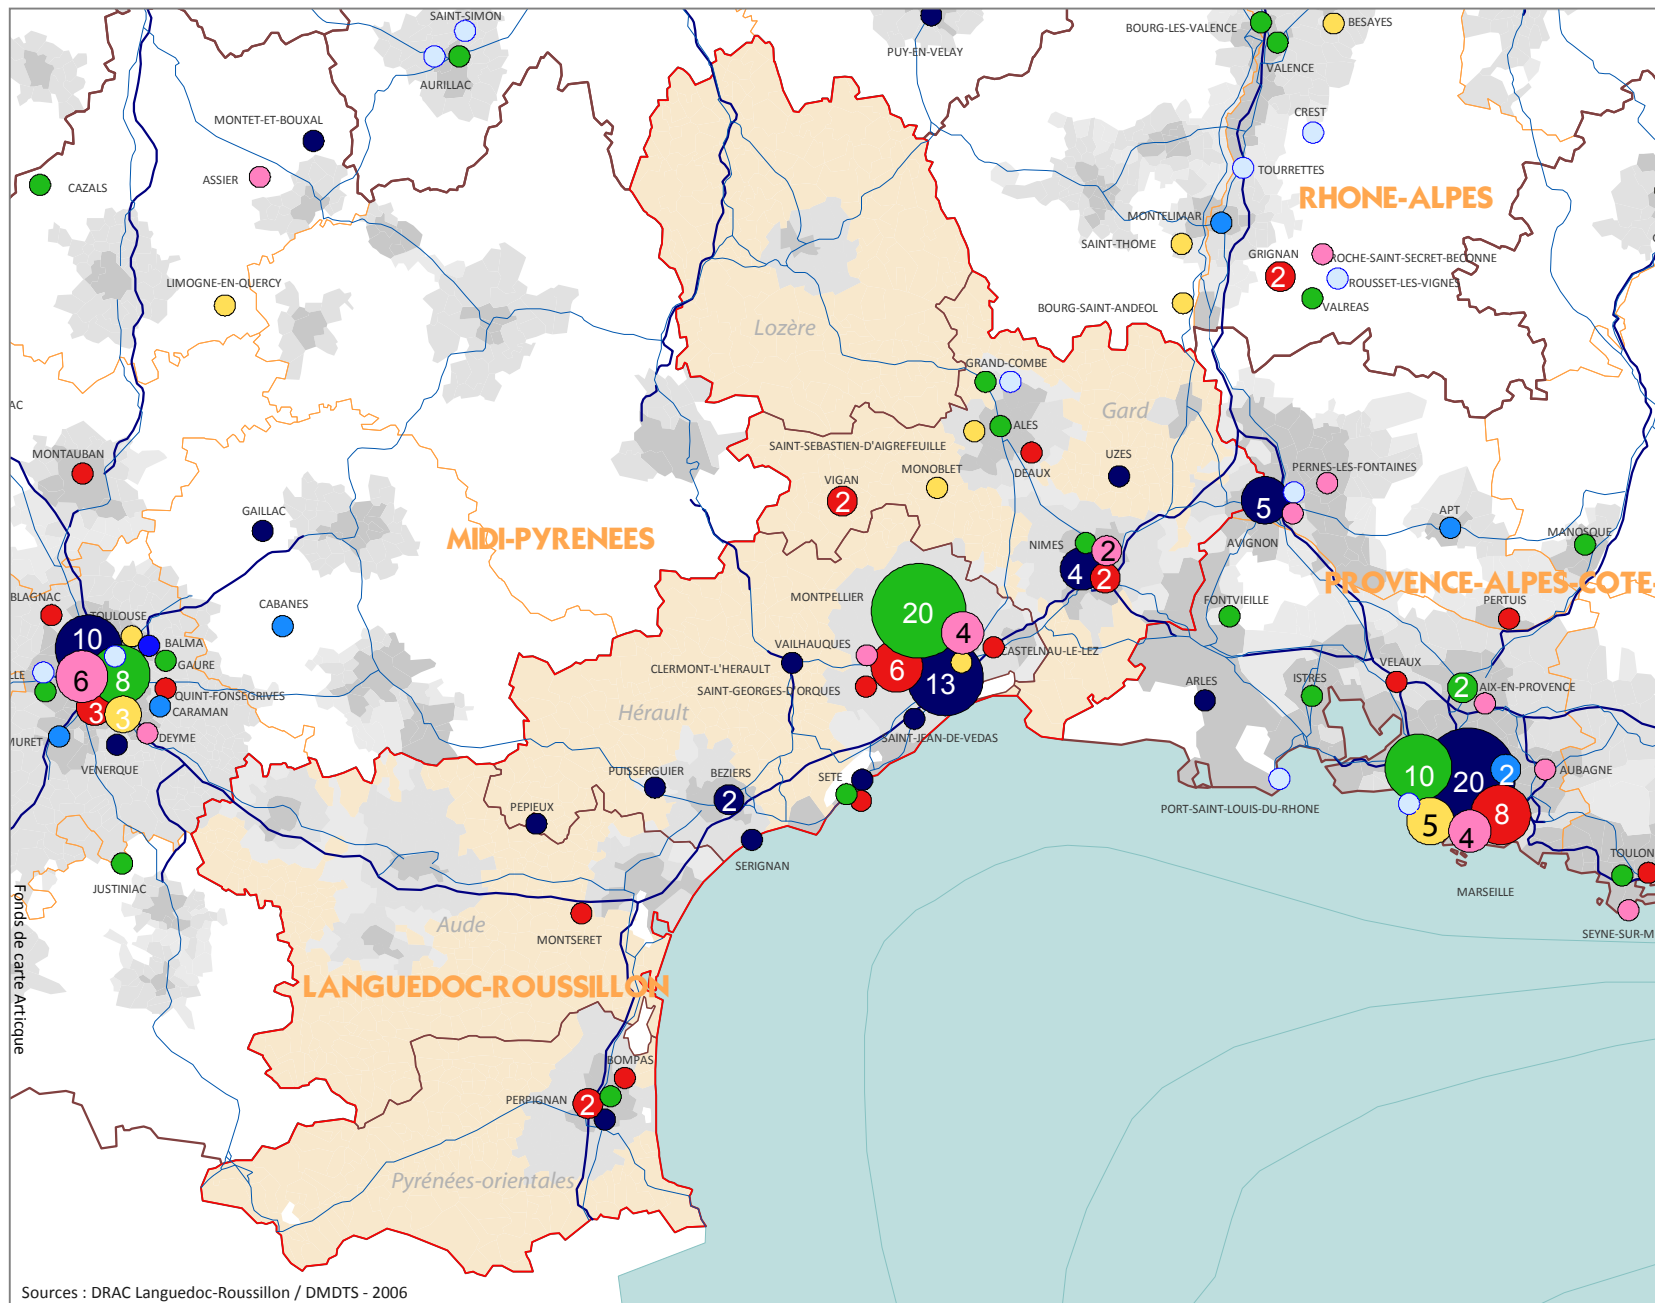 SAINT-SIMON
AURILLAC
PUY-EN-VELAY
BOURG-LES-VALENCE
BESAYES
VALENCE
MONTET-ET-BOUXAL
CREST
ASSIER
CAZALS
TOURRETTES
RHONE-ALPES
MONTELIMAR
SAINT-THOME
GRIGNAN
2
ROCHE-SAINT-SECRET-BECONNE
ROUSSET-LES-VIGNES
LIMOGNE-EN-QUERCY
BOURG-SAINT-ANDEOL
VALREAS
Lozère
GRAND-COMBE
AC
Gard
ALES
SAINT-SEBASTIEN-D'AIGREFEUILLE
MONTAUBAN
MONOBLET
DEAUX
UZES
PERNES-LES-FONTAINES
VIGAN
2
GAILLAC
5
APT
MIDI-PYRENEES
NIMES
2
AVIGNON
MANOSQUE
4
2
PROVENCE-ALPES-COTE-
BLAGNAC
CABANES
MONTPELLIER
20
FONTVIEILLE
PERTUIS
TOULOUSE
10
BALMA
4
VAILHAUQUES
CASTELNAU-LE-LEZ
GAURE
CLERMONT-L'HERAULT
6
VELAUX
LE
6
8
QUINT-FONSEGRIVES
SAINT-GEORGES-D'ORQUES
13
ARLES
ISTRES
2
AIX-EN-PROVENCE
3
3
CARAMAN
Hérault
MURET
DEYME
SAINT-JEAN-DE-VEDAS
VENERQUE
PUISSERGUIER
BEZIERS
SETE
10
20
2
AUBAGNE
2
PEPIEUX
PORT-SAINT-LOUIS-DU-RHONE
8
5
4
SERIGNAN
TOULON
JUSTINIAC
MARSEILLE
Aude
MONTSERET
SEYNE-SUR-M
Fonds de carte Articque
LANGUEDOC-ROUSSILLON
BOMPAS
PERPIGNAN
2
Pyrénées-orientales
Sources : DRAC Languedoc-Roussillon / DMDTS - 2006